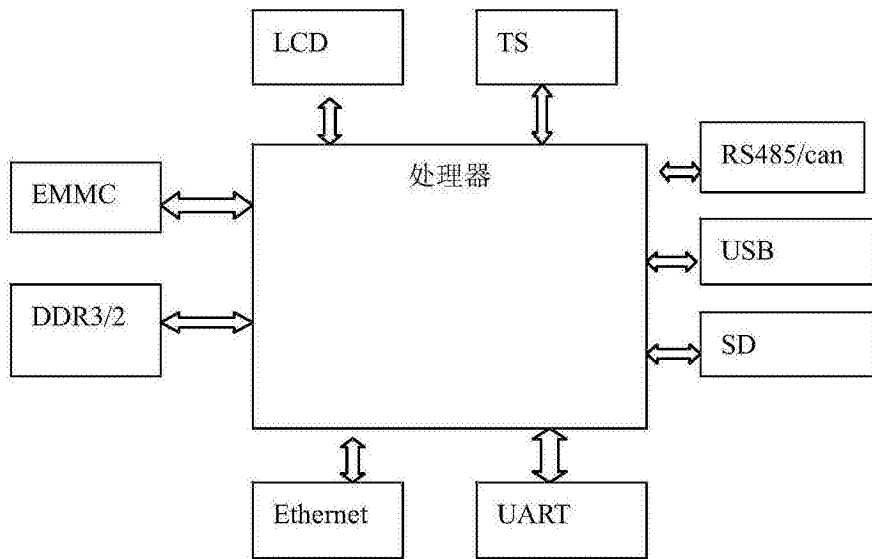 LCD
TS
处理器
RS485/can
EMMC
USB
DDR3/2
SD
Ethernet
UART